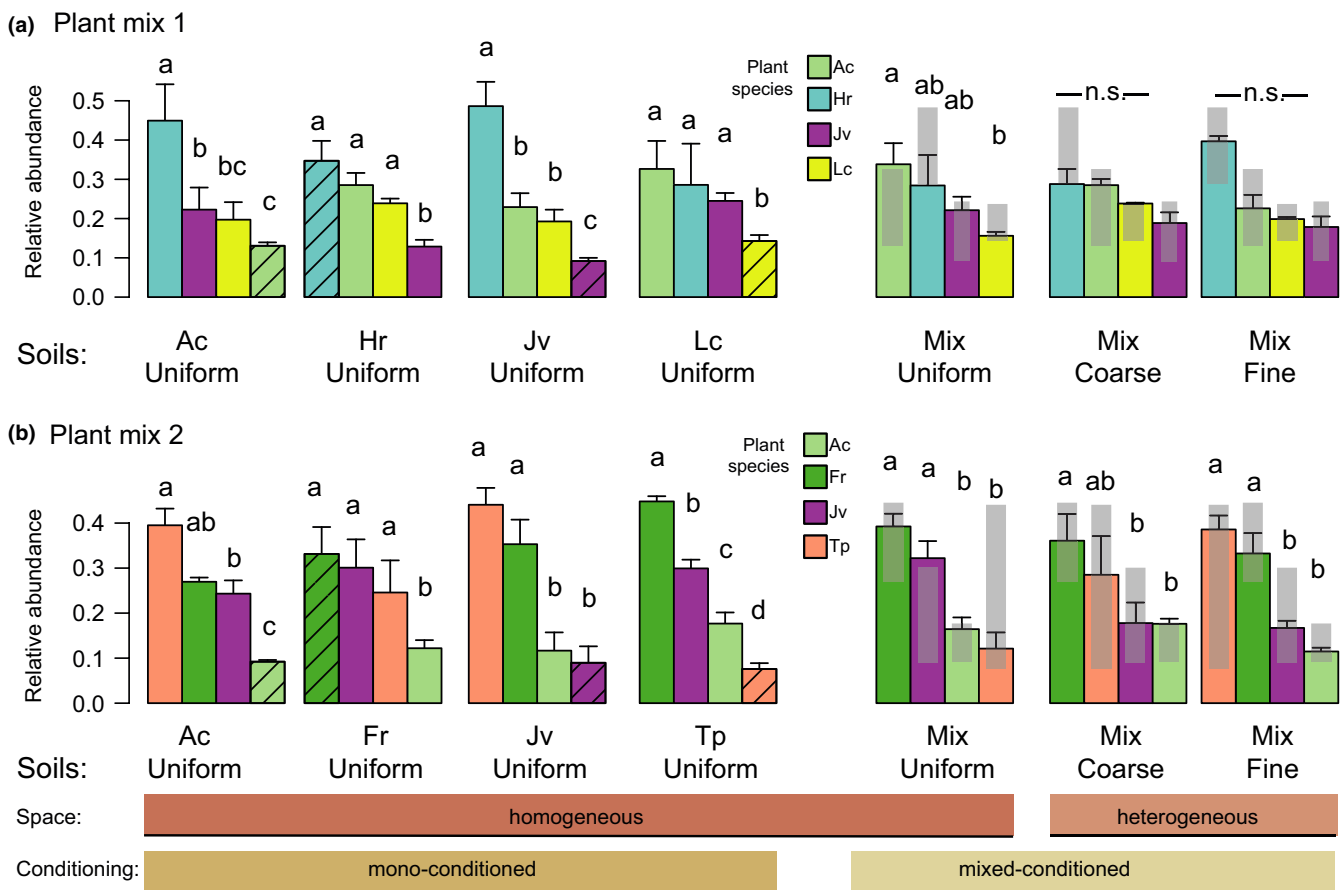 (a) Plant mix 1
Relative abundance
0.5
0.4
0.3
0.2
0.1
0.0
a b bc c
a a a b
a b b c
a a a b
Plant species
Ac
Hr
Jv
Lc
a ab ab b
n.s.
n.s.
Soils:
Ac Uniform
Hr Uniform
Jv Uniform
Lc Uniform
Mix Uniform
Mix Coarse
Mix Fine
(b) Plant mix 2
Relative abundance
0.4
0.3
0.2
0.1
0.0
a ab b c
a a a b
a a b b
a b c d
Plant species
Ac
Fr
Jv
Tp
a a b b
a ab b b
a a b b
Soils:
Ac Uniform
Fr Uniform
Jv Uniform
Tp Uniform
Mix Uniform
Mix Coarse
Mix Fine
Space: homogeneous heterogeneous
Conditioning: mono-conditioned mixed-conditioned